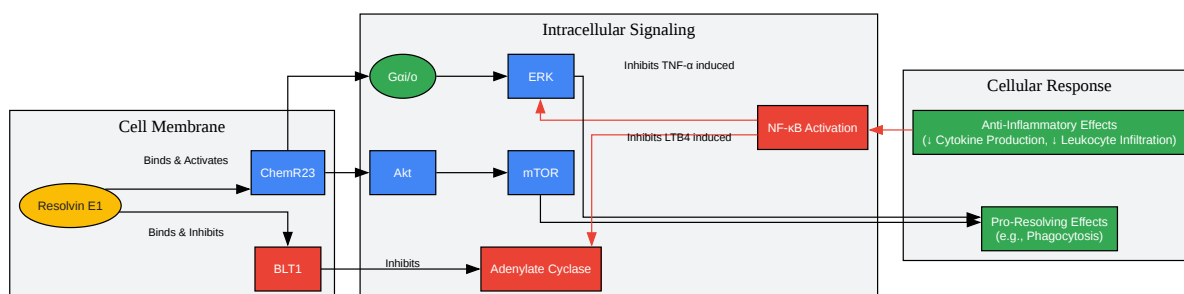 Intracellular Signaling
Cell Membrane
Cellular Response
Gαi/o
ERK
Inhibits TNF-α induced
NF-κB Activation
Anti-Inflammatory Effects
(↓ Cytokine Production, ↓ Leukocyte Infiltration)
Inhibits LTB4 induced
Binds & Activates
ChemR23
Akt
mTOR
Resolvin E1
Binds & Inhibits
Pro-Resolving Effects
(e.g., Phagocytosis)
BLT1
Inhibits
Adenylate Cyclase